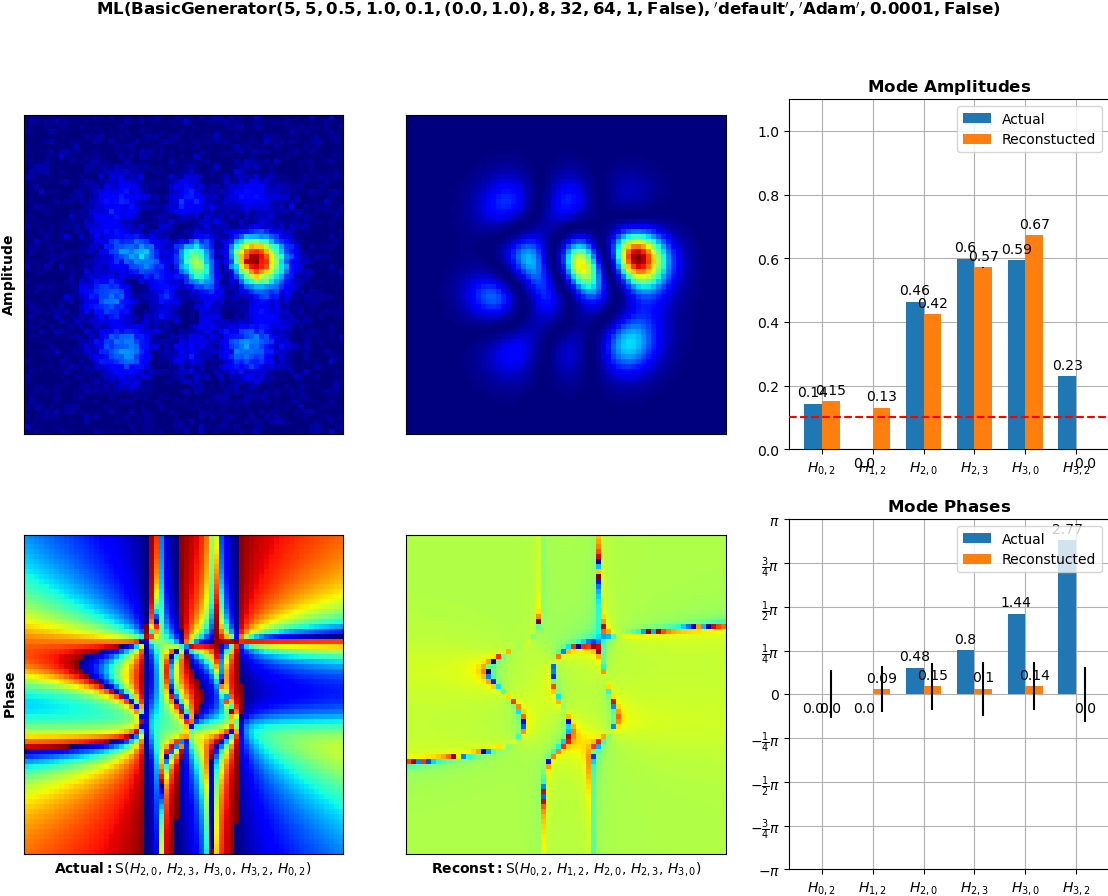 ML(BasicGenerator(5, 5, 0.5, 1.0, 0.1, (0.0, 1.0), 8, 32, 64, 1, False), ′default′, ′Adam′, 0.0001, False)
Amplitude
Mode Amplitudes
Actual
Reconstucted
1.0
0.8
0.6
0.4
0.2
0.0
0.14
0.15
0.0
0.13
0.46
0.42
0.6
0.57
0.59
0.67
0.23
0.0
H0, 2
H1, 2
H2, 0
H2, 3
H3, 0
H3, 2
Phase
Actual: S(H2, 0, H2, 3, H3, 0, H3, 2, H0, 2)
Reconst: S(H0, 2, H1, 2, H2, 0, H2, 3, H3, 0)
Mode Phases
Actual
Reconstucted
π
3/4π
1/2π
1/4π
0
−1/4π
−1/2π
−3/4π
−π
0.0
0.0
0.0
0.09
0.48
0.15
0.8
0.1
1.44
0.14
2.77
0.0
H0, 2
H1, 2
H2, 0
H2, 3
H3, 0
H3, 2